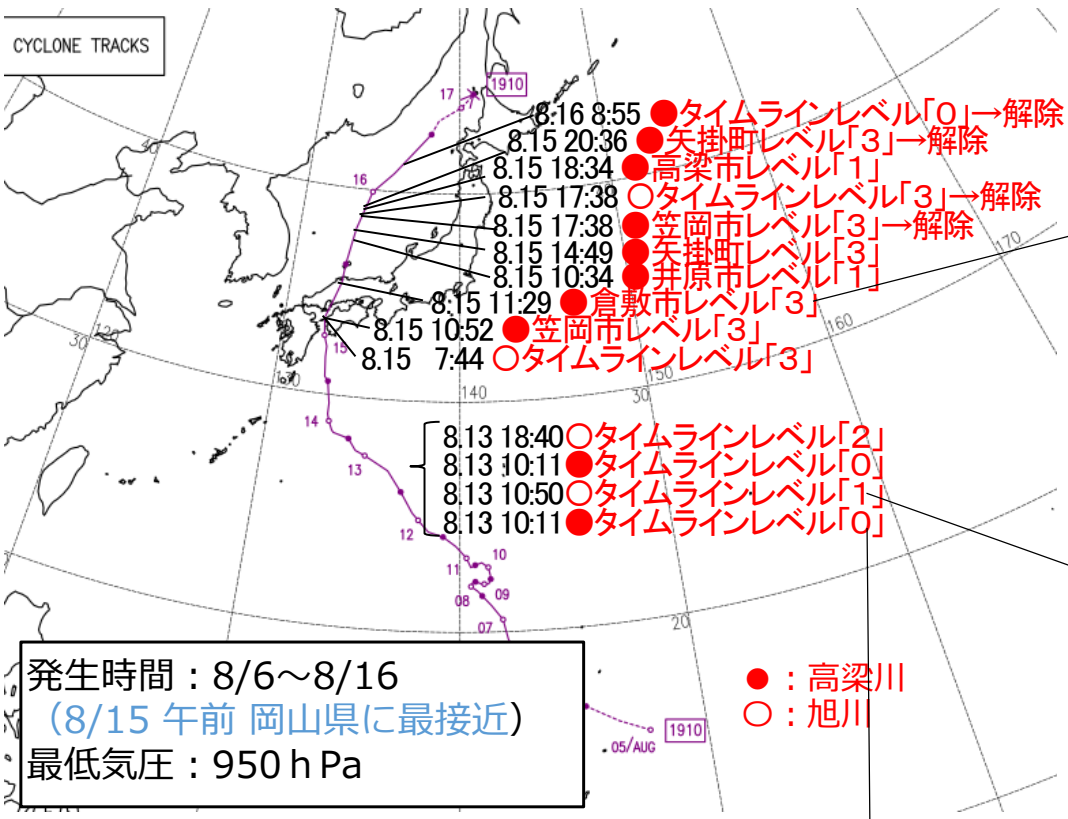 CYCLONE TRACKS
17
1910
8.16 8:55 ●タイムラインレベル「0」→解除
8.15 20:36 ●矢掛町レベル「3」→解除
8.15 18:34 ●高梁市レベル「1」
16
8.15 17:38 ○タイムラインレベル「3」→解除
8.15 17:38 ●笠岡市レベル「3」→解除
170
8.15 14:49 ●矢掛町レベル「3」
8.15 10:34 ●井原市レベル「1」
8.15 11:29 ●倉敷市レベル「3」
160
8.15 10:52 ●笠岡市レベル「3」
30
15
8.15 7:44 ○タイムラインレベル「3」
150
140
30
14
8.13 18:40○タイムラインレベル「2」
13
8.13 10:11●タイムラインレベル「0」
8.13 10:50○タイムラインレベル「1」
12
8.13 10:11●タイムラインレベル「0」
10
11
09
08
07
20
発生時間：8/6～8/16
（8/15 午前 岡山県に最接近）
最低気圧：950ｈPa
●：高梁川
○：旭川
1910
05/AUG